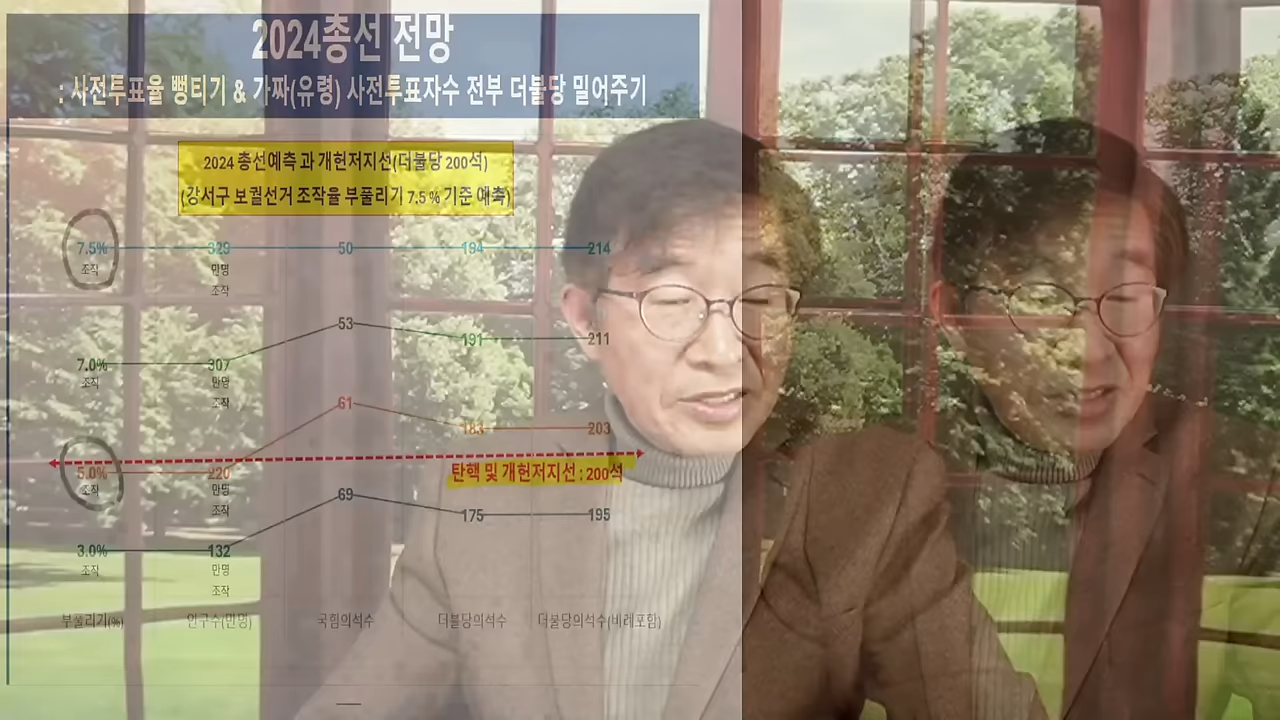 2024총선 전망
: 사전투표율 뻥티기 & 가짜(유령) 사전투표자수 전부 더불당 밀어주기
2024 총선예측 과 개헌저지선(더불당 200석)
(강서구 보궐선거 조작율 부풀리기 7.5 % 기준 예측)
7.5% 329 50 194 214
조작 만명
조작
53
191 211
7.0% 307
조작 만명
조작
61
183 203
5.0% 220
탄핵 및 개헌저지선 : 200석
조작 만명
조작
69
175 195
3.0% 132
조작 만명
조작
부풀리기(%) 인구수(만명) 국힘의석수 더불당의석수 더불당의석수(비례포함)